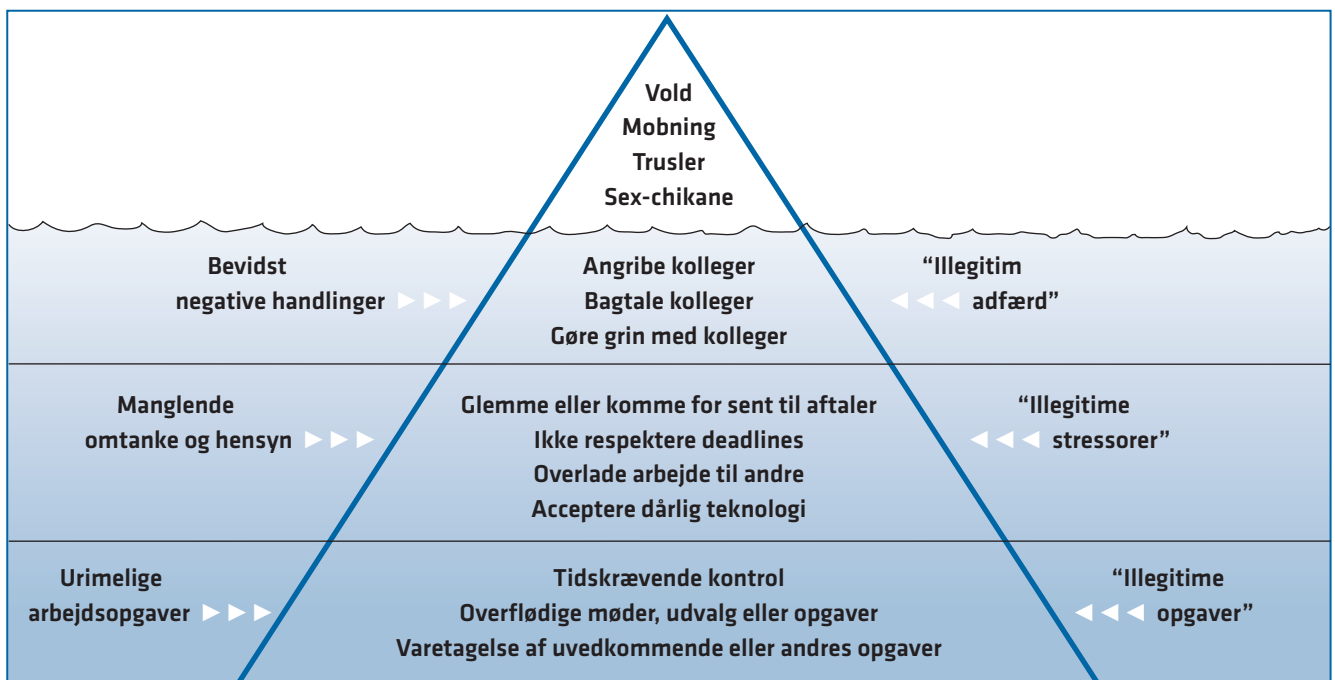 Vold
Mobning
Trusler
Sex-chikane
Bevidst
negative handlinger
Angribe kolleger
Bagtale kolleger
Gøre grin med kolleger
“Illegitim
adfærd”
Manglende
omtanke og hensyn
Glemme eller komme for sent til aftaler
Ikke respektere deadlines
Overlade arbejde til andre
Acceptere dårlig teknologi
“Illegitime
stressorer”
Urimelige
arbejdsopgaver
Tidskrævende kontrol
Overflødige møder, udvalg eller opgaver
Varetagelse af uvedkommende eller andres opgaver
“Illegitime
opgaver”